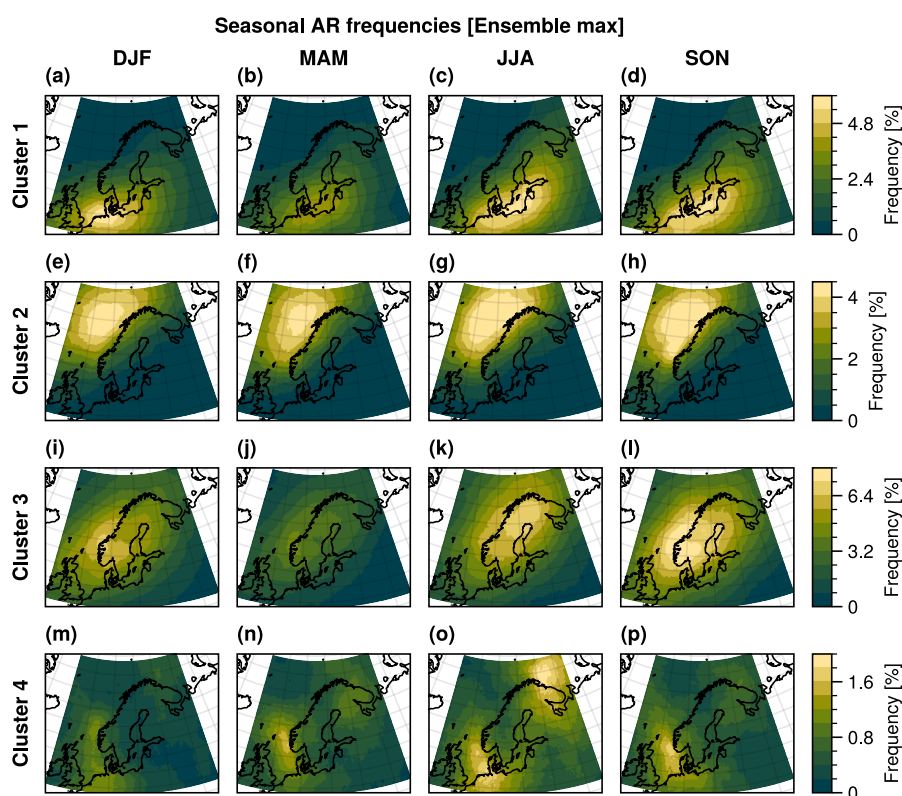 Seasonal AR frequencies [Ensemble max]
DJF MAM JJA SON
(a) (b) (c) (d)
Cluster 1
4.8
2.4
0
Frequency [%]
(e) (f) (g) (h)
Cluster 2
4
2
0
Frequency [%]
(i) (j) (k) (l)
Cluster 3
6.4
3.2
0
Frequency [%]
(m) (n) (o) (p)
Cluster 4
1.6
0.8
0
Frequency [%]